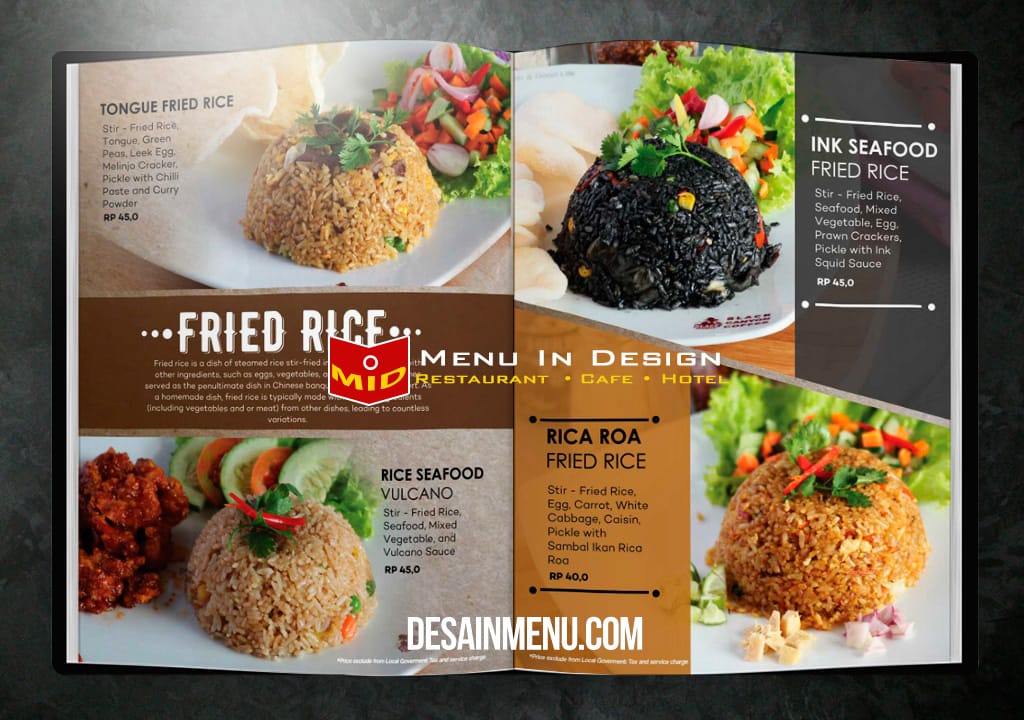 TONGUE FRIED RICE
Stir - Fried Rice,
Tongue, Green
Peas, Leek Egg,
Melinjo Cracker,
Pickle with Chilli
Paste and Curry
Powder
RP 45,0
FRIED RICE
Fried rice is a dish of steamed rice stir-fried in
other ingredients, such as eggs, vegetables,
served as the penultimate dish in Chinese As
a homemade dish, fried rice is typically made
(including vegetables and or meat) from other dishes, leading to countless
variations.
RICE SEAFOOD
VULCANO
Stir - Fried Rice,
Seafood, Mixed
Vegetable, and
Vulcano Sauce
RP 45,0
*Price exclude from Local Goverment Tax and service charge
INK SEAFOOD
FRIED RICE
Stir - Fried Rice,
Seafood, Mixed
Vegetable, Egg,
Prawn Crackers,
Pickle with Ink
Squid Sauce
RP 45,0
BLACK
CANYON
COFFEE
MID
MENU IN DESIGN
RESTAURANT • CAFE • HOTEL
RICA ROA
FRIED RICE
Stir - Fried Rice,
Egg, Carrot, White
Cabbage, Caisin,
Pickle with
Sambal Ikan Rica
Roa
RP 40,0
*Price exclude from Local Goverment Tax and service charge
DESAINMENU.COM